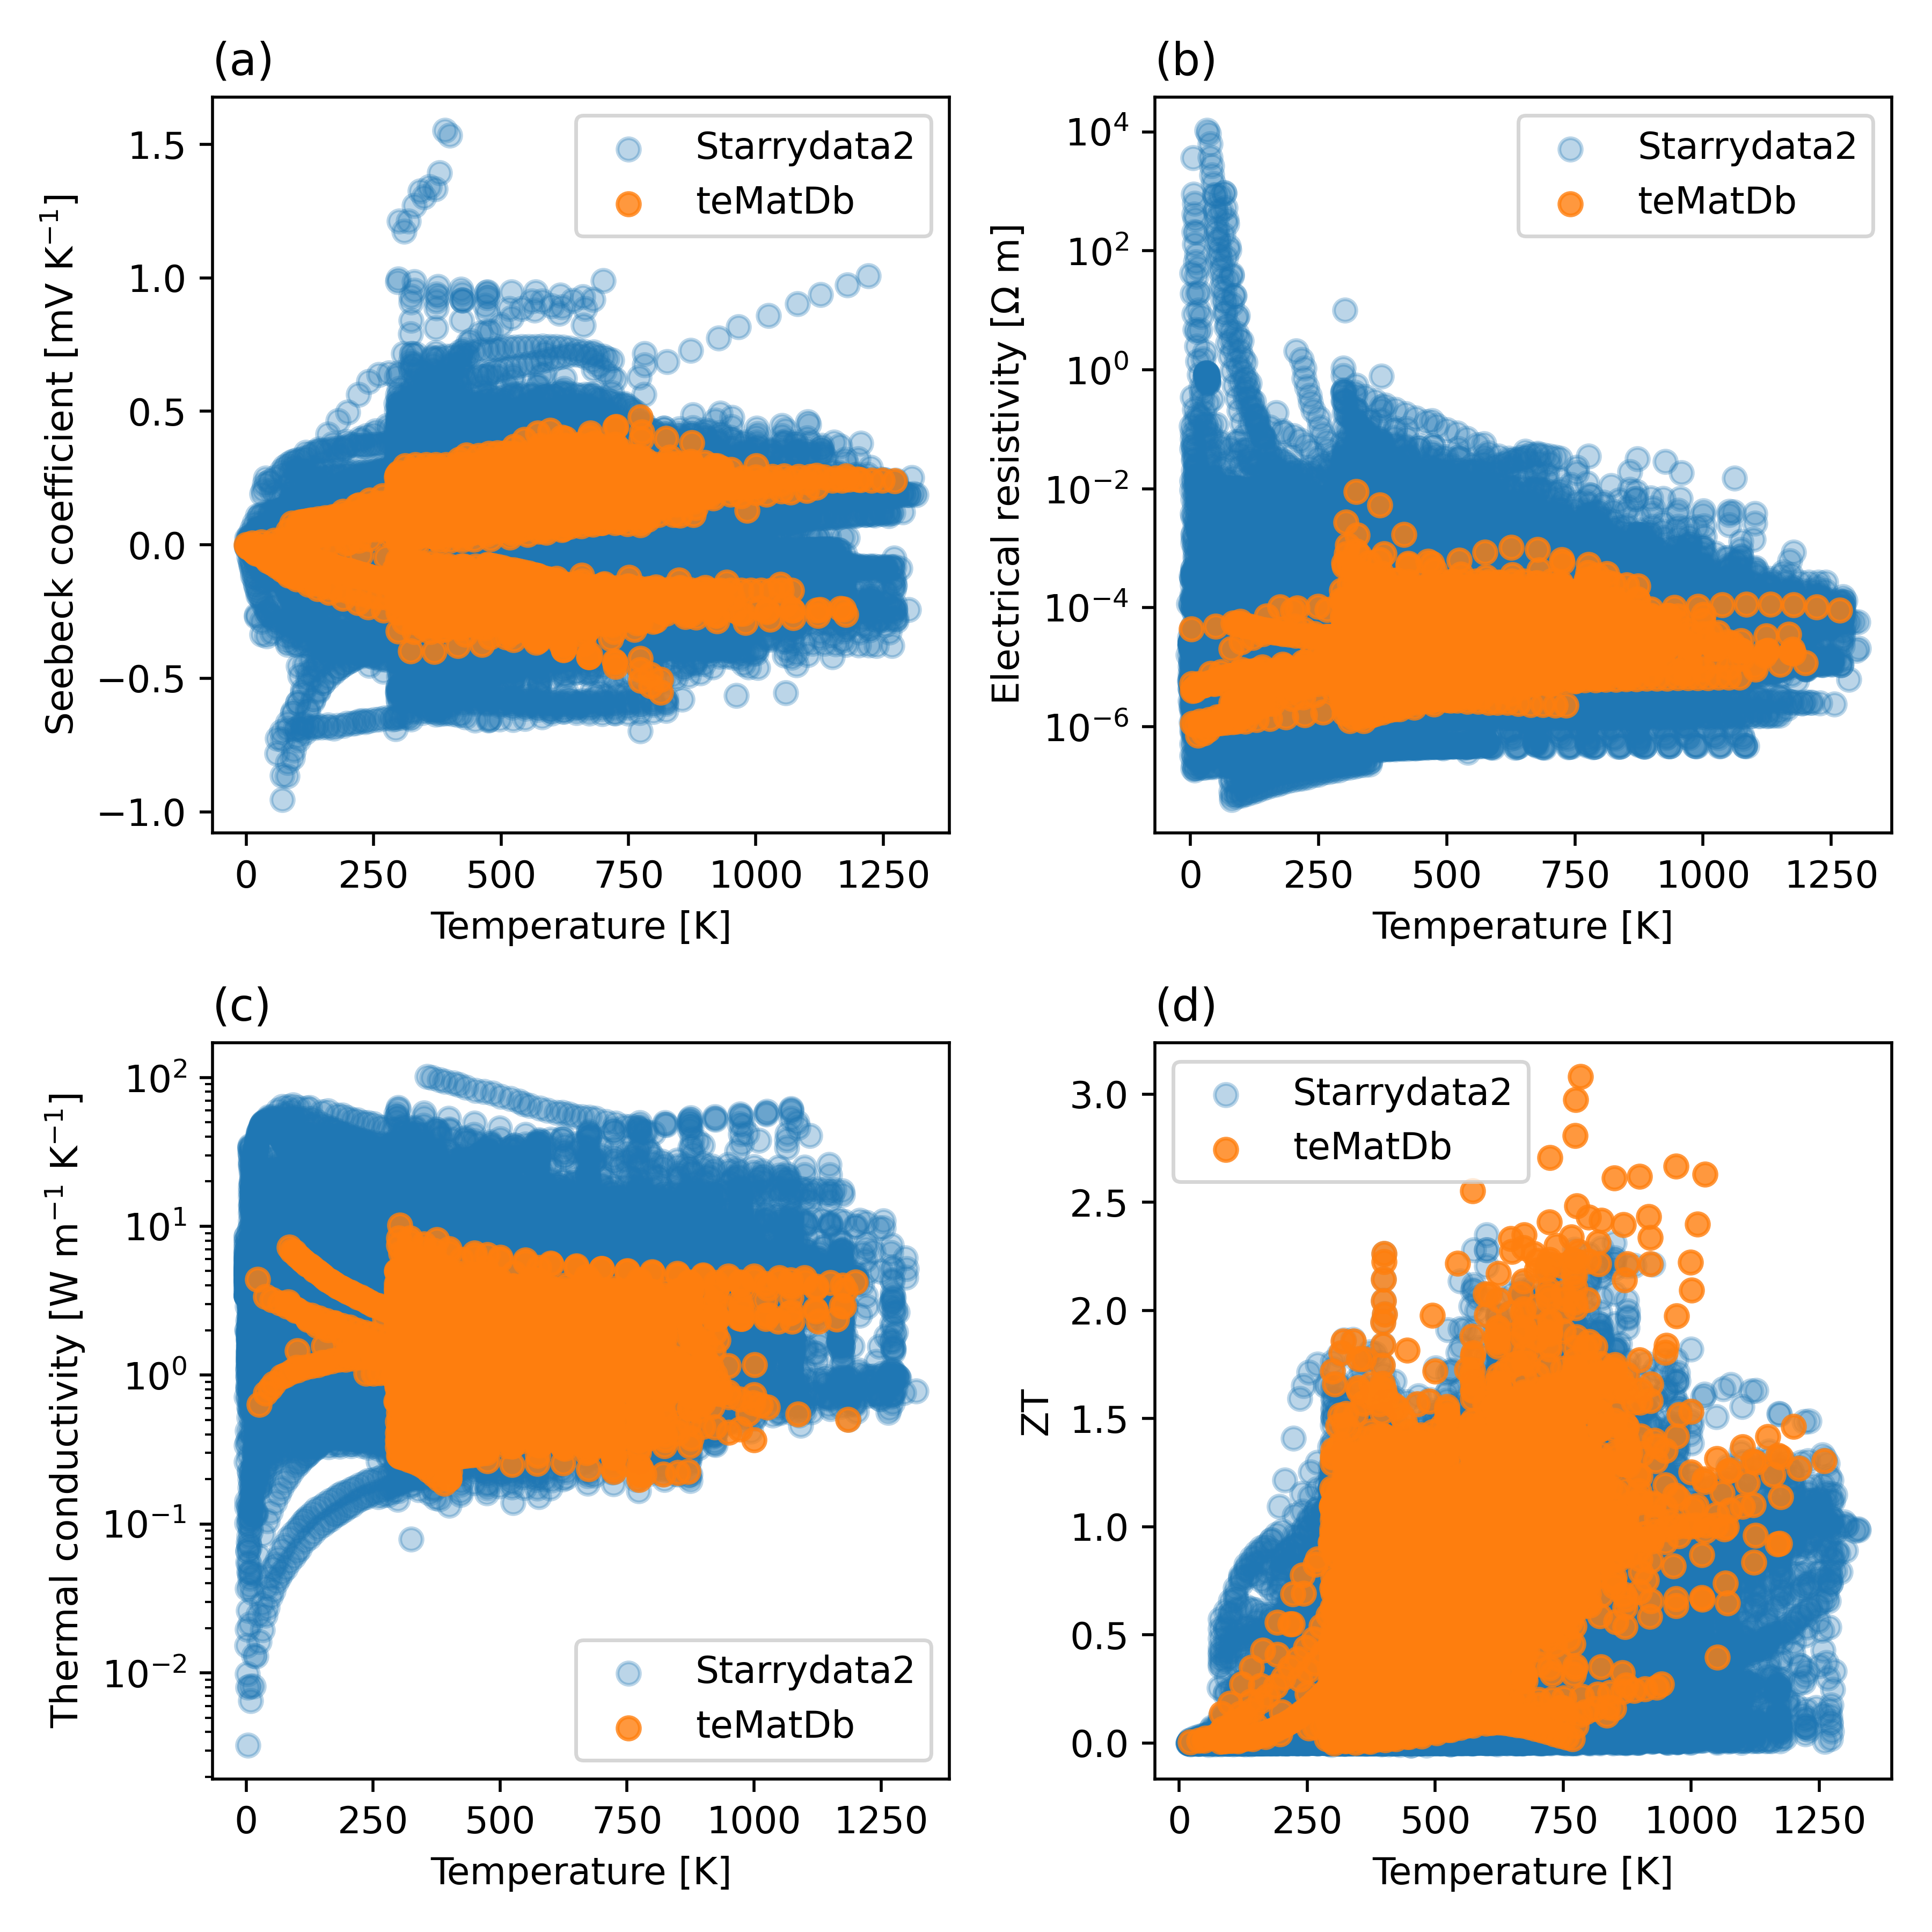 (a)
Seebeck coefficient [mV K⁻¹]
1.5
1.0
0.5
0.0
−0.5
−1.0
Starrydata2
teMatDb
0 250 500 750 1000 1250
Temperature [K]
(b)
Electrical resistivity [Ω m]
10⁴
10²
10⁰
10⁻²
10⁻⁴
10⁻⁶
Starrydata2
teMatDb
0 250 500 750 1000 1250
Temperature [K]
(c)
Thermal conductivity [W m⁻¹ K⁻¹]
10²
10¹
10⁰
10⁻¹
10⁻²
Starrydata2
teMatDb
0 250 500 750 1000 1250
Temperature [K]
(d)
ZT
3.0
2.5
2.0
1.5
1.0
0.5
0.0
Starrydata2
teMatDb
0 250 500 750 1000 1250
Temperature [K]